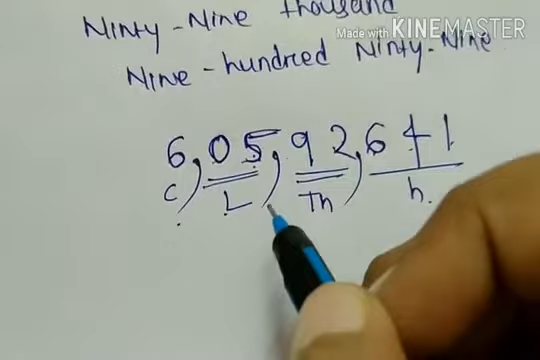 Ninty-Nine thousand
Made with KINEMASTER
Nine-hundred Ninty-Nine
6,05,92,641
C L Th h.